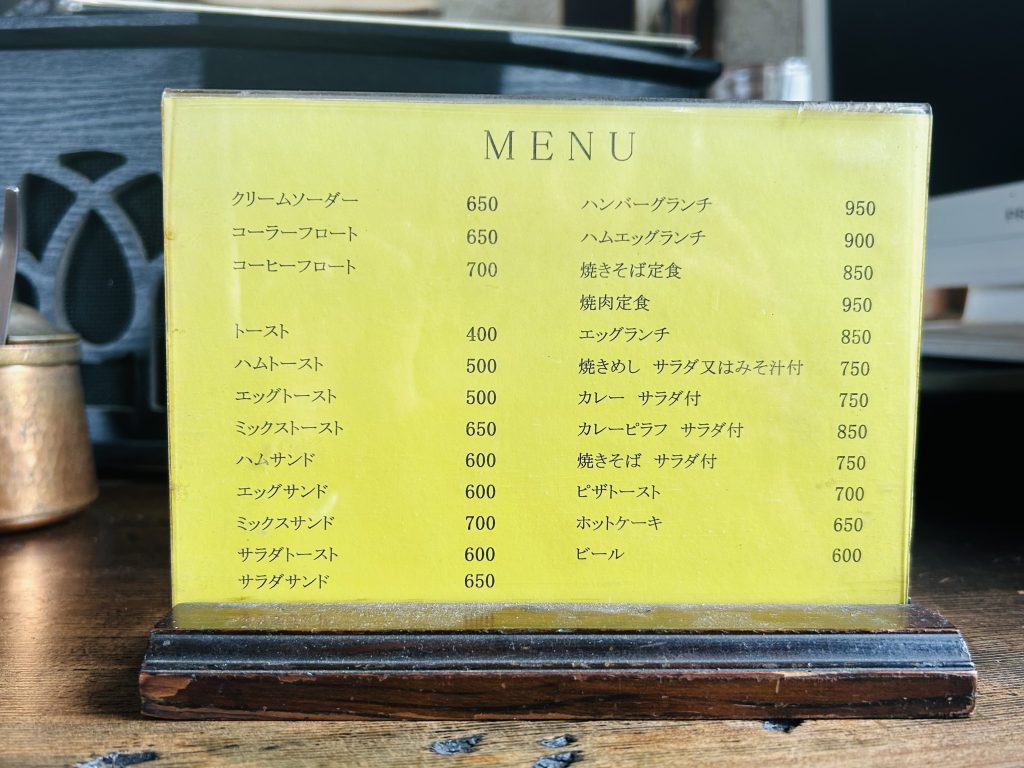 MENU
クリームソーダー 650
コーラーフロート 650
コーヒーフロート 700
トースト 400
ハムトースト 500
エッグトースト 500
ミックストースト 650
ハムサンド 600
エッグサンド 600
ミックスサンド 700
サラダトースト 600
サラダサンド 650
ハンバーグランチ 950
ハムエッグランチ 900
焼きそば定食 850
焼肉定食 950
エッグランチ 850
焼きめし サラダ又はみそ汁付 750
カレー サラダ付 750
カレーピラフ サラダ付 850
焼きそば サラダ付 750
ピザトースト 700
ホットケーキ 650
ビール 600